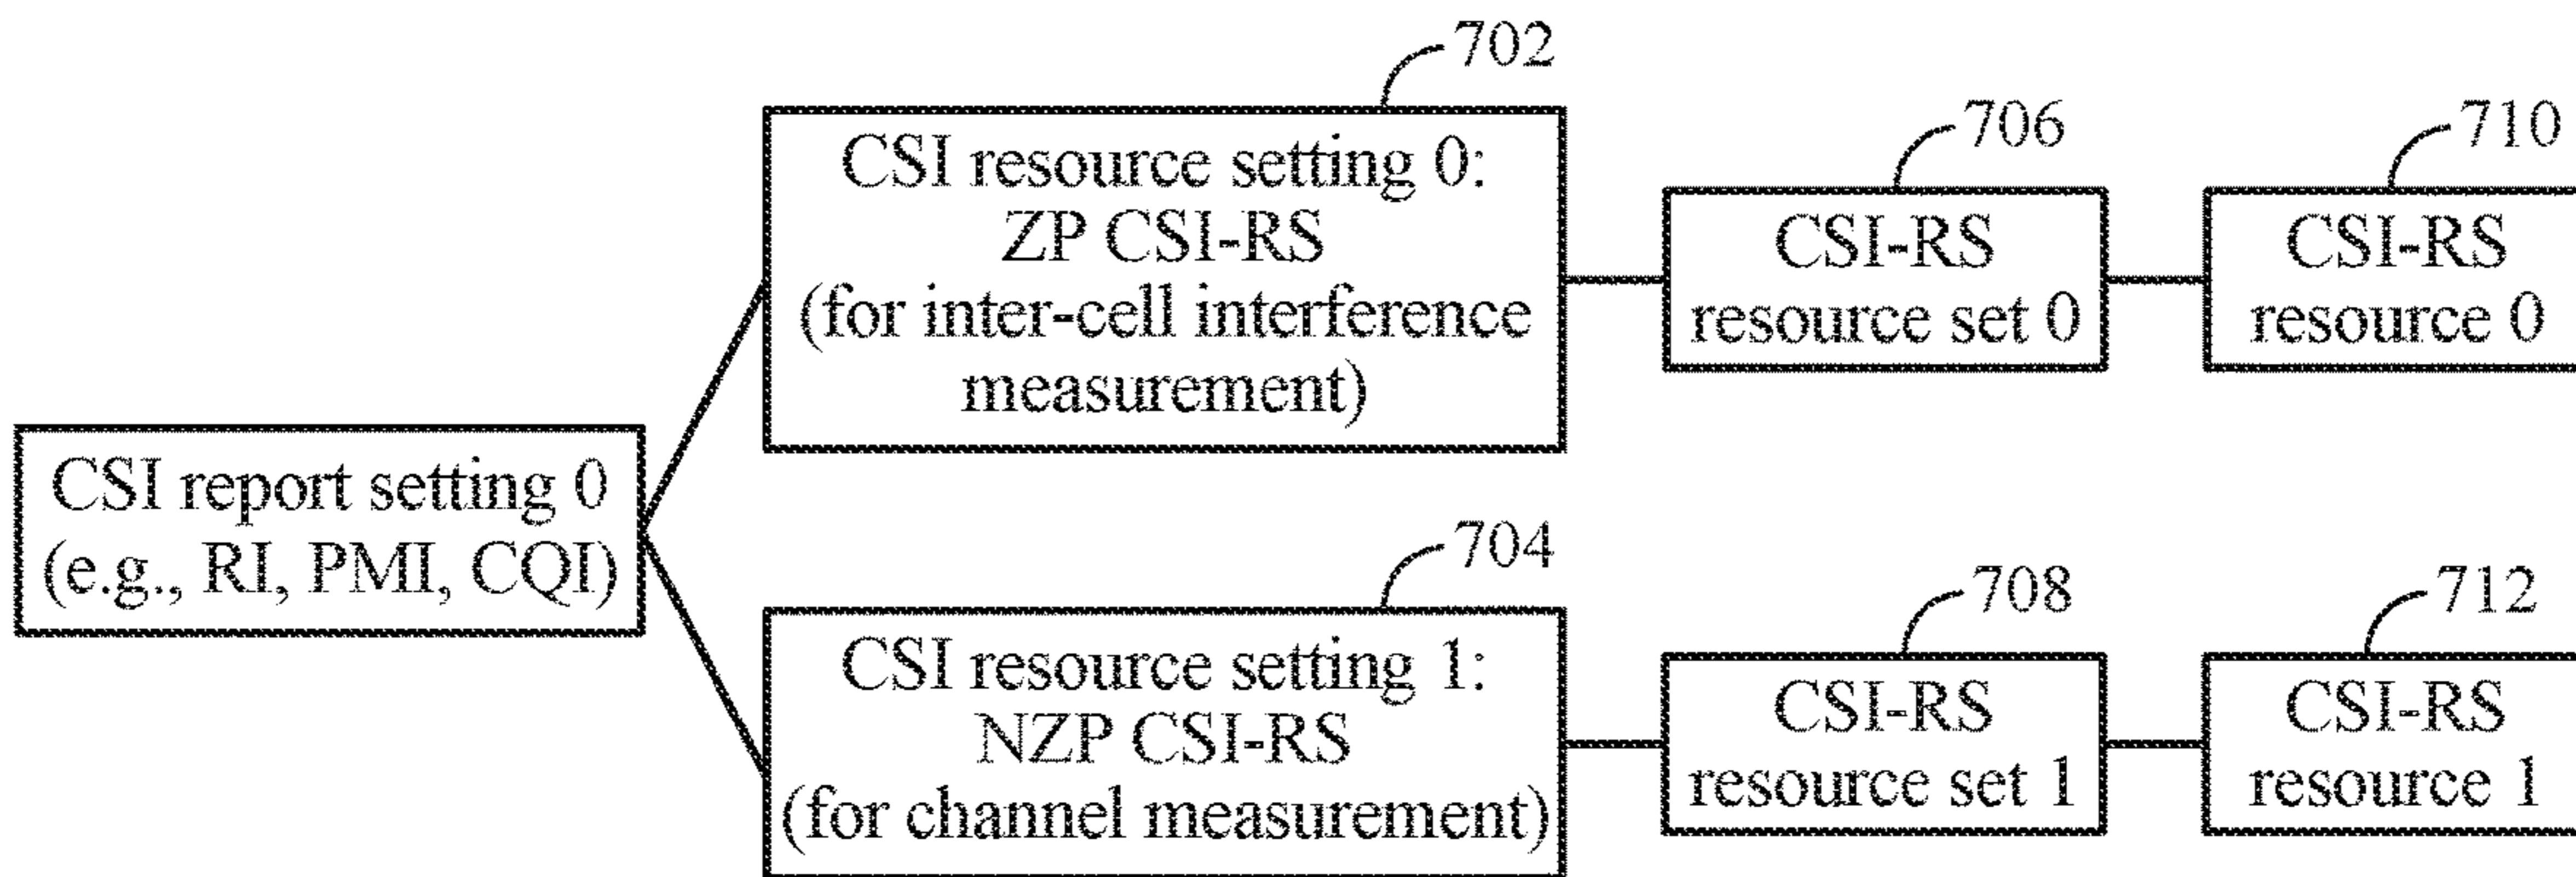 702
CSI resource setting 0:
ZP CSI-RS
(for inter-cell interference
measurement)
706
CSI-RS
resource set 0
710
CSI-RS
resource 0
CSI report setting 0
(e.g., RI, PMI, CQI)
704
CSI resource setting 1:
NZP CSI-RS
(for channel measurement)
708
CSI-RS
resource set 1
712
CSI-RS
resource 1